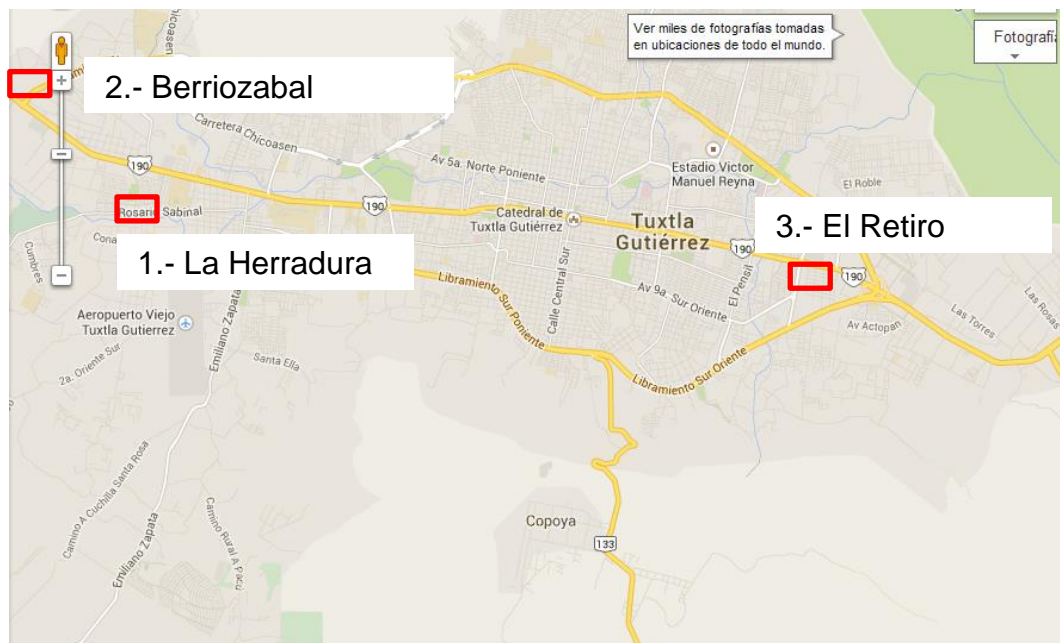 Ver miles de fotografías tomadas
en ubicaciones de todo el mundo.
Fotografía
Chicoasen
2.- Berriozabal
Carretera Chicoasen
Av 5a. Norte Poniente
Estadio Victor
Manuel Reyna
190
El Roble
Rosario Sabinal
190
Catedral de
Tuxtla Gutiérrez
Tuxtla
Gutiérrez
3.- El Retiro
190
Cumbres
1.- La Herradura
190
Libramiento Sur Poniente
Calle Central Sur
Av 9a. Sur Oriente
El Pensil
Las Rosas
Las Torres
Av Actopan
Aeropuerto Viejo
Tuxtla Gutierrez
Emiliano Zapata
2a. Oriente Sur
Santa Ella
Libramiento Sur Oriente
Camino A Cuchilla Santa Rosa
Camino Rural A
Emiliano Zapata
Copoya
133